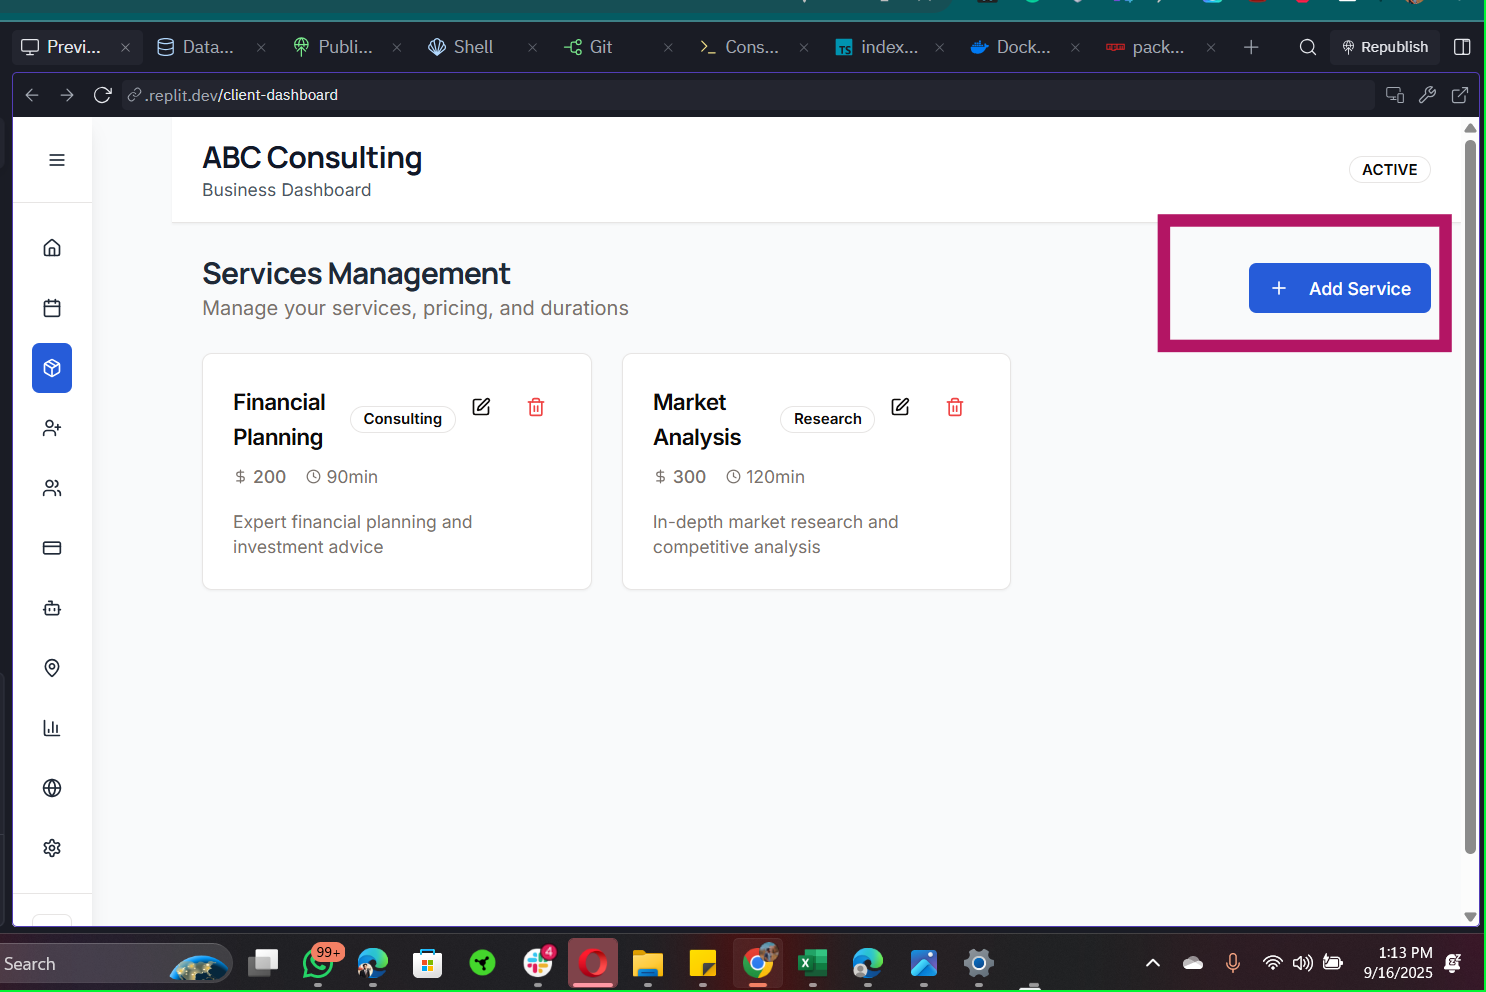 Previ...
Data...
Publi...
Shell
Git
Cons...
TS index...
Dock...
pack...
Republish
.replit.dev/client-dashboard
ABC Consulting
Business Dashboard
ACTIVE
Services Management
Manage your services, pricing, and durations
+ Add Service
Financial
Planning
Consulting
$ 200 90min
Expert financial planning and
investment advice
Market
Analysis
Research
$ 300 120min
In-depth market research and
competitive analysis
Search
99+
4
1:13 PM
9/16/2025